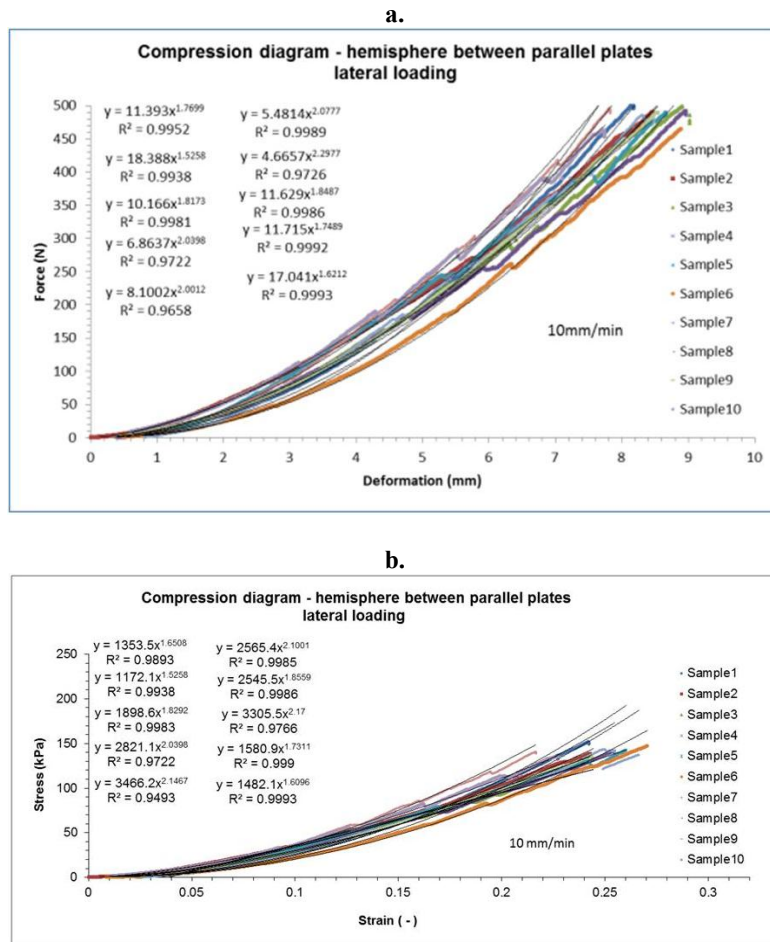 a.
Compression diagram - hemisphere between parallel plates
lateral loading
y = 11.393x^1.7699
R² = 0.9952
y = 18.388x^1.5258
R² = 0.9938
y = 10.166x^1.8173
R² = 0.9981
y = 6.8637x^2.0398
R² = 0.9722
y = 8.1002x^2.0012
R² = 0.9658
y = 5.4814x^2.0777
R² = 0.9989
y = 4.6657x^2.2977
R² = 0.9726
y = 11.629x^1.8487
R² = 0.9986
y = 11.715x^1.7489
R² = 0.9992
y = 17.041x^1.6212
R² = 0.9993
500
450
400
350
300
250
200
150
100
50
0
Force (N)
0 1 2 3 4 5 6 7 8 9 10
Deformation (mm)
10mm/min
Sample1
Sample2
Sample3
Sample4
Sample5
Sample6
Sample7
Sample8
Sample9
Sample10
b.
Compression diagram - hemisphere between parallel plates
lateral loading
y = 1353.5x^1.6508
R² = 0.9893
y = 1172.1x^1.5258
R² = 0.9938
y = 1898.6x^1.8292
R² = 0.9983
y = 2821.1x^2.0398
R² = 0.9722
y = 3466.2x^2.1467
R² = 0.9493
y = 2565.4x^2.1001
R² = 0.9985
y = 2545.5x^1.8559
R² = 0.9986
y = 3305.5x^2.17
R² = 0.9766
y = 1580.9x^1.7311
R² = 0.999
y = 1482.1x^1.6096
R² = 0.9993
250
200
150
100
50
0
Stress (kPa)
0 0.05 0.1 0.15 0.2 0.25 0.3
Strain ( - )
10 mm/min
Sample1
Sample2
Sample3
Sample4
Sample5
Sample6
Sample7
Sample8
Sample9
Sample10